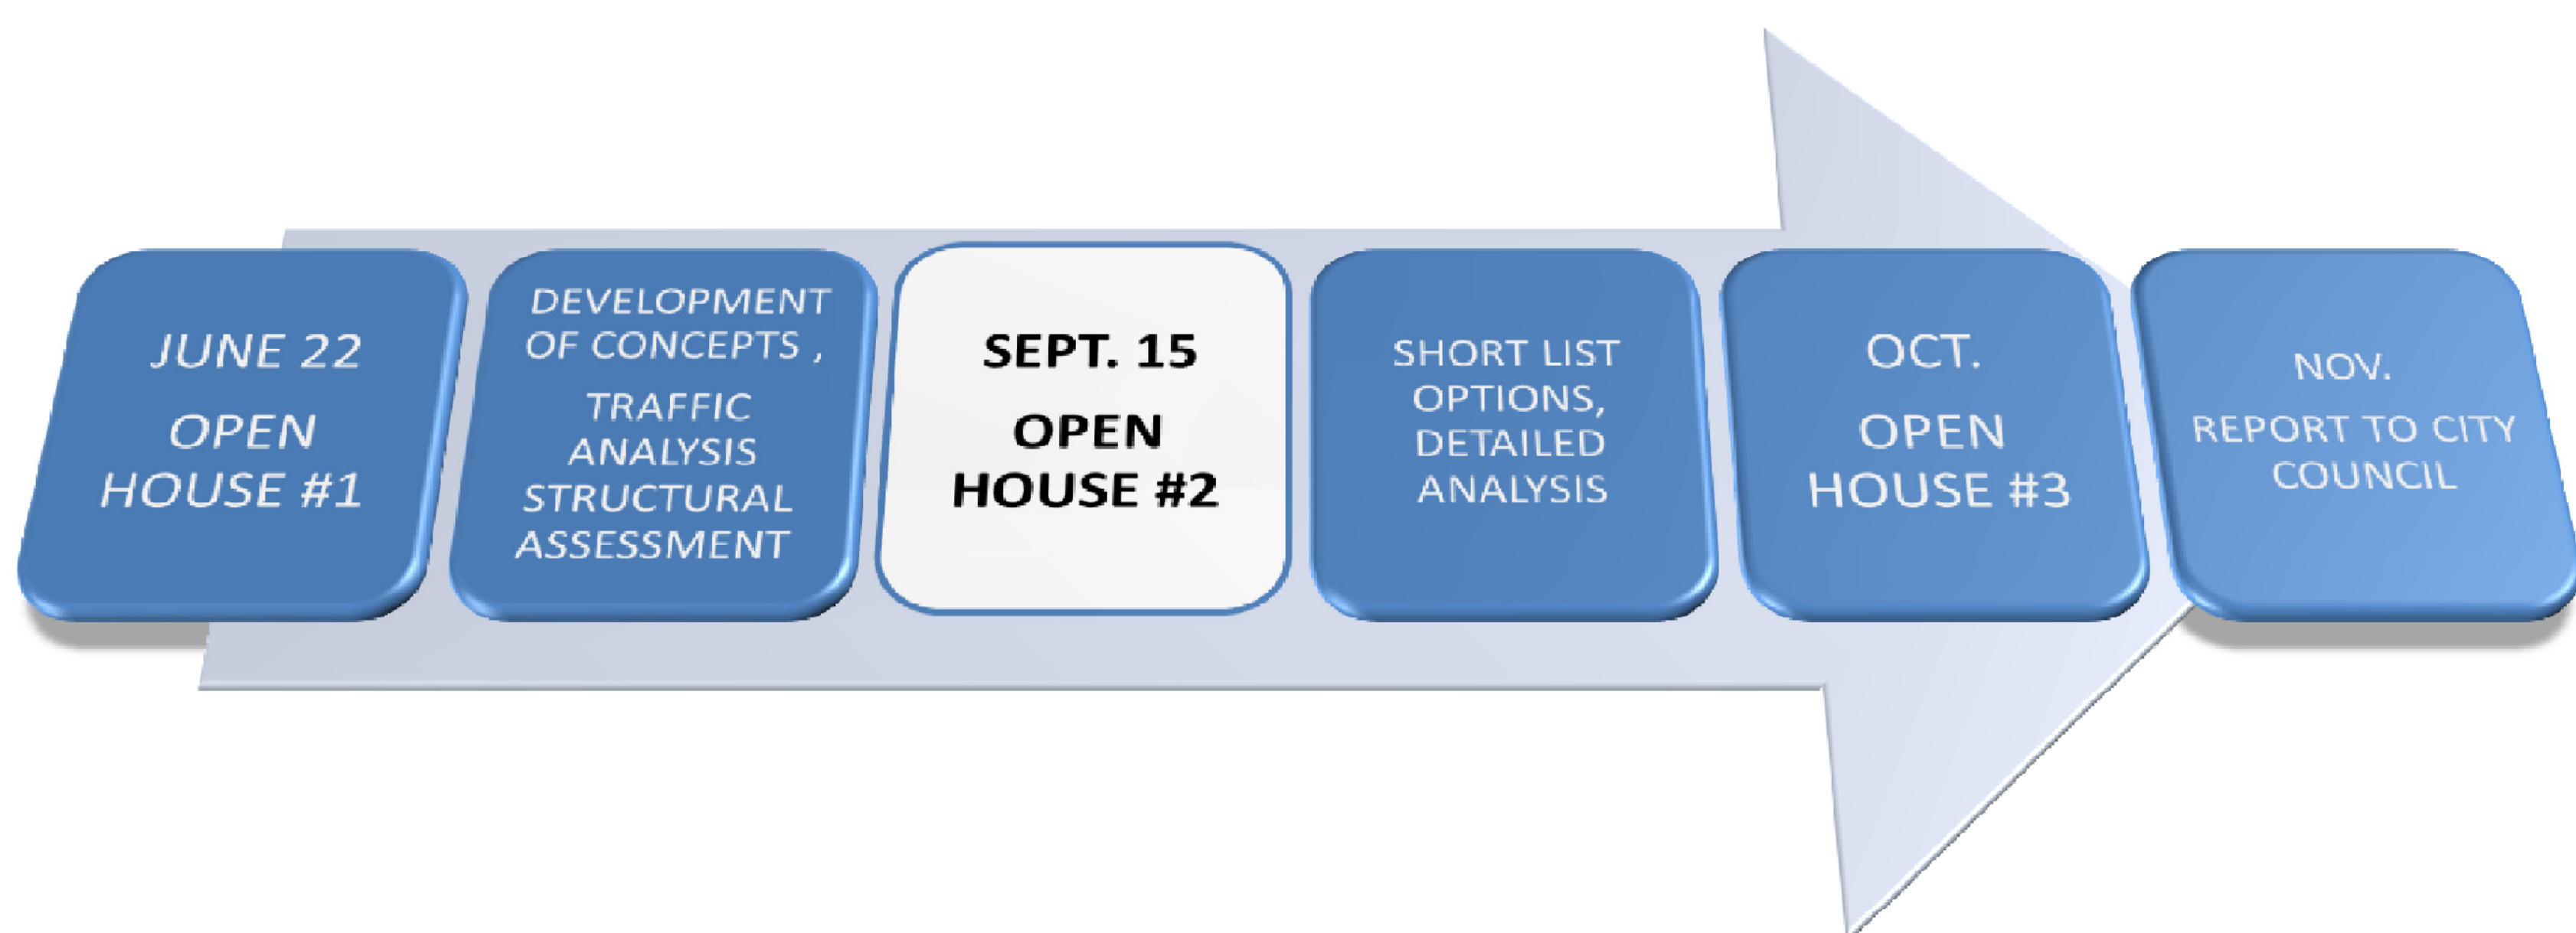 JUNE 22
OPEN
HOUSE #1
DEVELOPMENT
OF CONCEPTS ,
TRAFFIC
ANALYSIS
STRUCTURAL
ASSESSMENT
SEPT. 15
OPEN
HOUSE #2
SHORT LIST
OPTIONS,
DETAILED
ANALYSIS
OCT.
OPEN
HOUSE #3
NOV.
REPORT TO CITY
COUNCIL